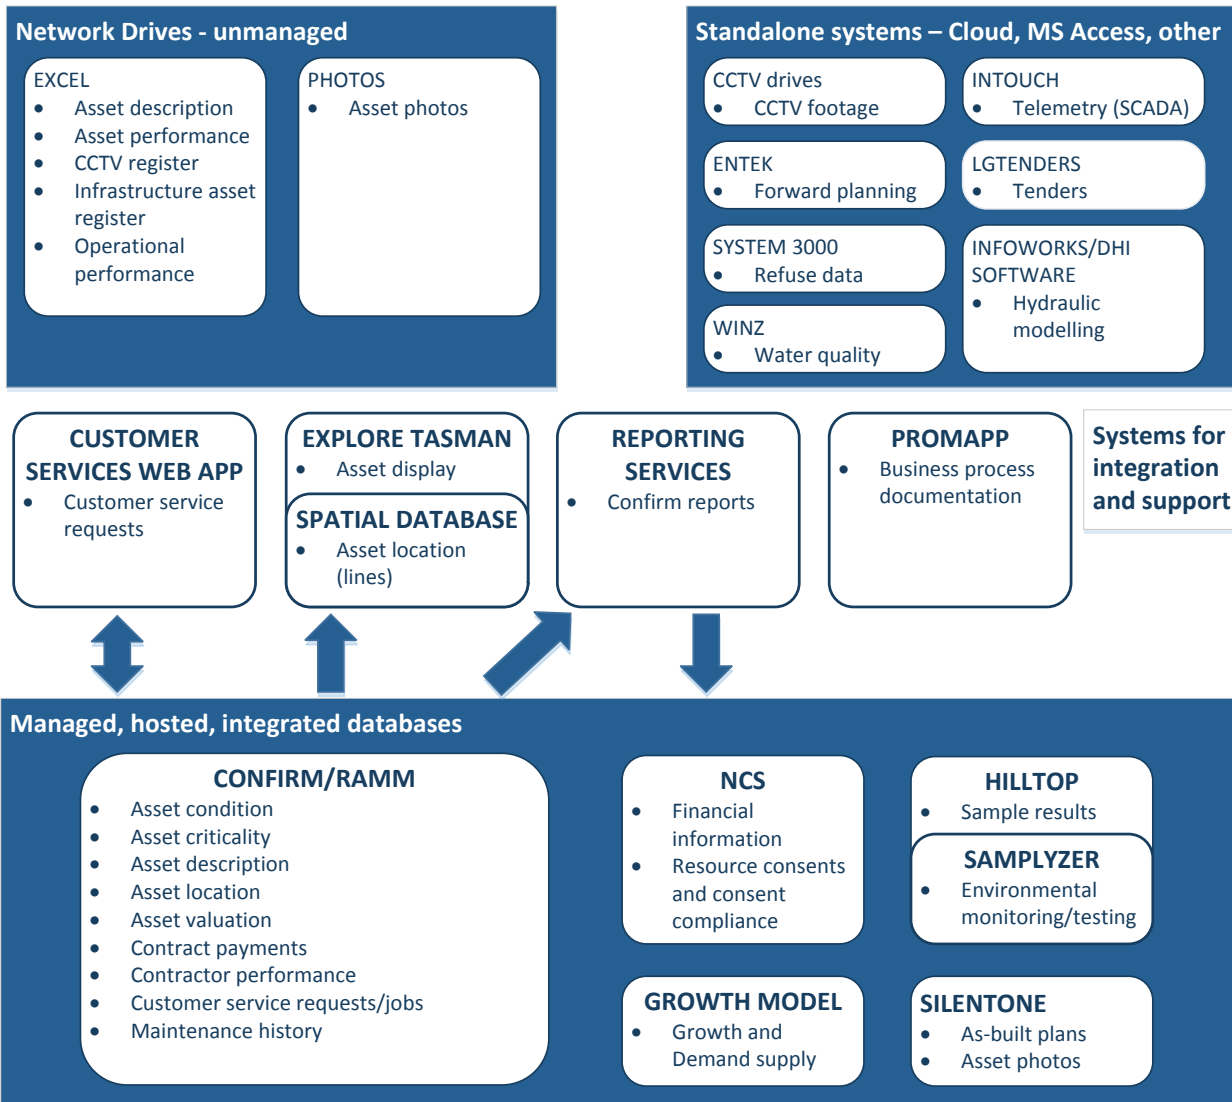 Network Drives - unmanaged
EXCEL
• Asset description
• Asset performance
• CCTV register
• Infrastructure asset
register
• Operational
performance
PHOTOS
• Asset photos
Standalone systems – Cloud, MS Access, other
CCTV drives
• CCTV footage
INTOUCH
• Telemetry (SCADA)
ENTEK
• Forward planning
LGTENDERS
• Tenders
SYSTEM 3000
• Refuse data
INFOWORKS/DHI
SOFTWARE
• Hydraulic
modelling
WINZ
• Water quality
CUSTOMER
SERVICES WEB APP
• Customer service
requests
EXPLORE TASMAN
• Asset display
SPATIAL DATABASE
• Asset location
(lines)
REPORTING
SERVICES
• Confirm reports
PROMAPP
• Business process
documentation
Systems for
integration
and support
Managed, hosted, integrated databases
CONFIRM/RAMM
• Asset condition
• Asset criticality
• Asset description
• Asset location
• Asset valuation
• Contract payments
• Contractor performance
• Customer service requests/jobs
• Maintenance history
NCS
• Financial
information
• Resource consents
and consent
compliance
HILLTOP
• Sample results
SAMPLYZER
• Environmental
monitoring/testing
GROWTH MODEL
• Growth and
Demand supply
SILENTONE
• As-built plans
• Asset photos